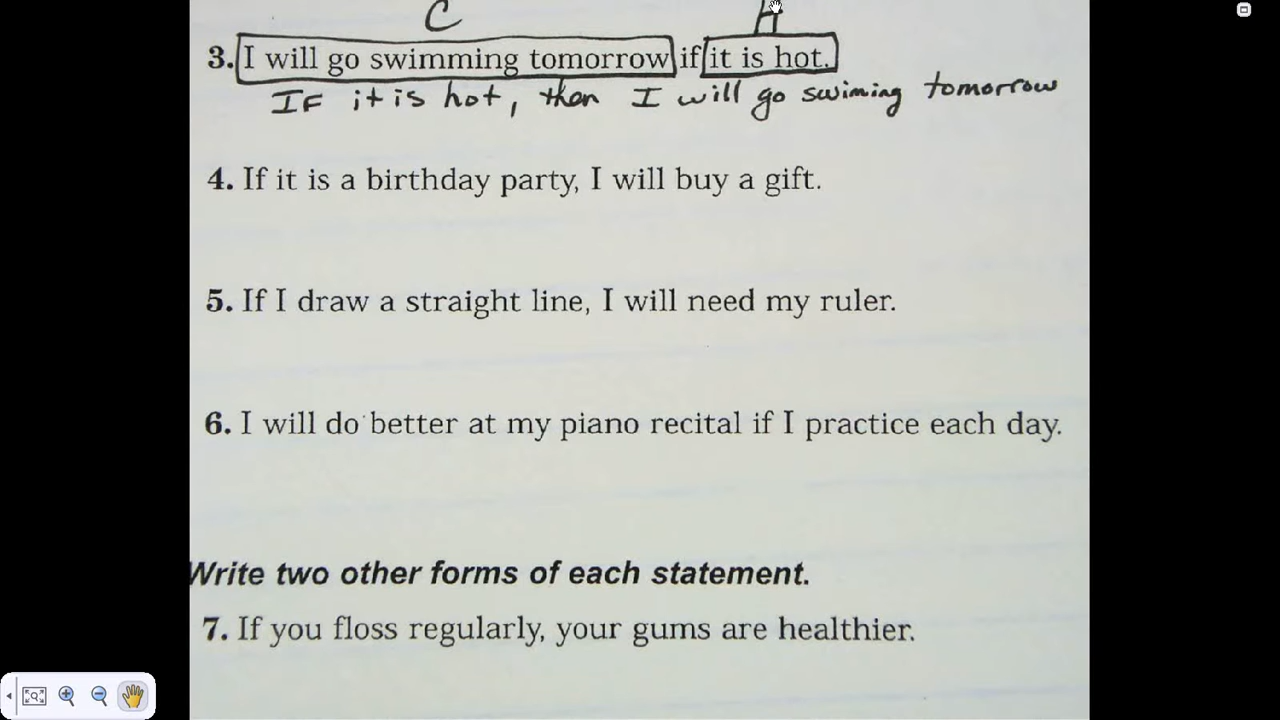 C H
3. I will go swimming tomorrow if it is hot.
IF it is hot, then I will go swiming tomorrow
4. If it is a birthday party, I will buy a gift.
5. If I draw a straight line, I will need my ruler.
6. I will do better at my piano recital if I practice each day.
Write two other forms of each statement.
7. If you floss regularly, your gums are healthier.